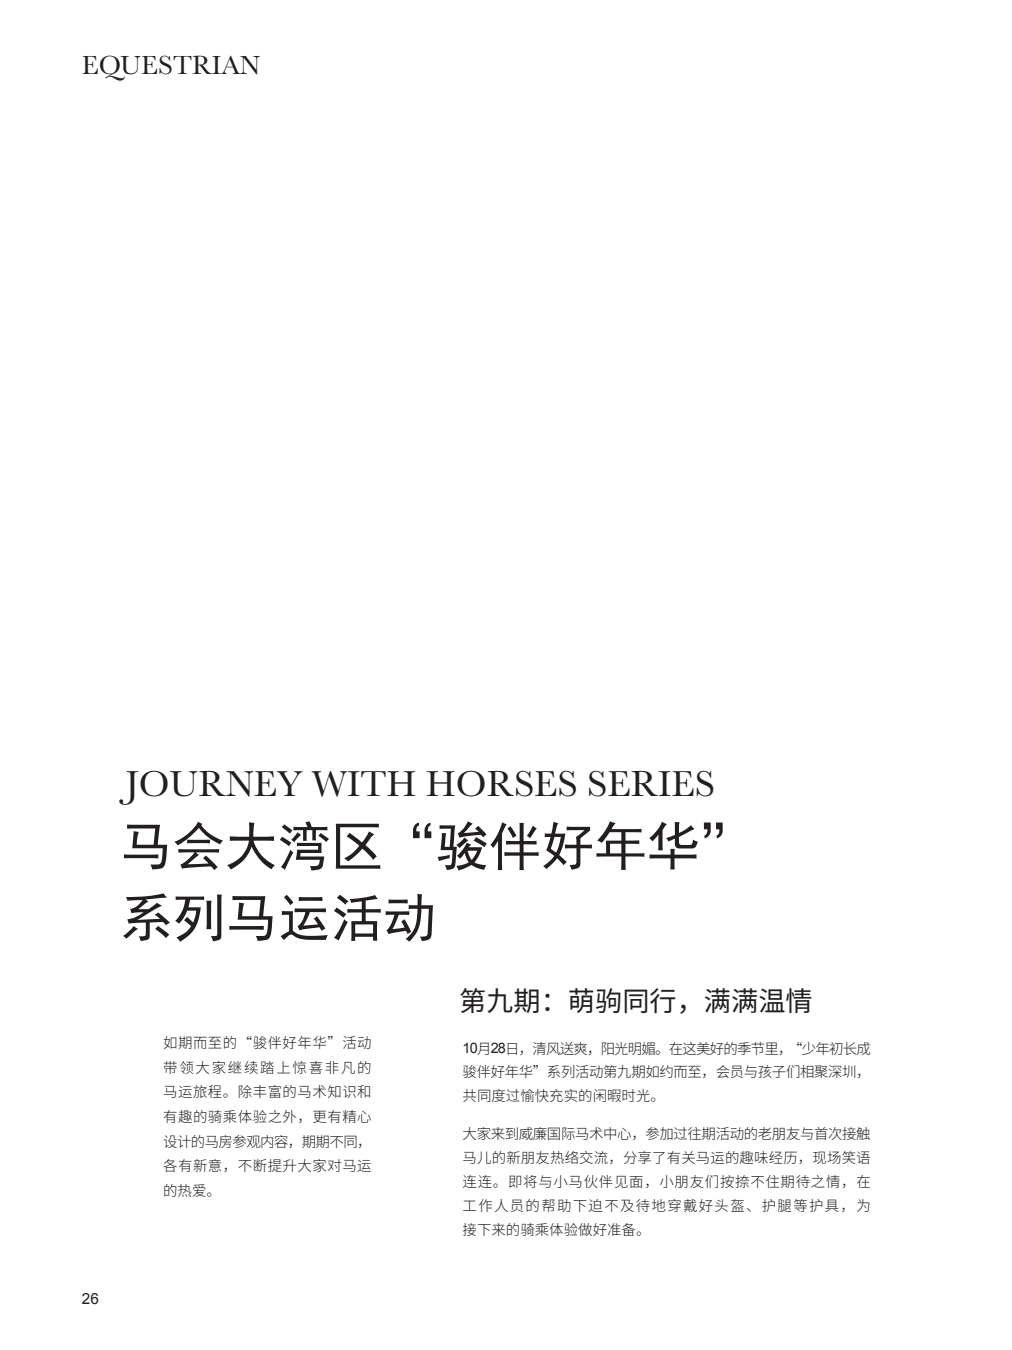 EQUESTRIAN
JOURNEY WITH HORSES SERIES
马会大湾区“骏伴好年华”
系列马运活动
如期而至的“骏伴好年华”活动
带领大家继续踏上惊喜非凡的
马运旅程。除丰富的马术知识和
有趣的骑乘体验之外，更有精心
设计的马房参观内容，期期不同，
各有新意，不断提升大家对马运
的热爱。
第九期：萌驹同行，满满温情
10月28日，清风送爽，阳光明媚。在这美好的季节里，“少年初长成
骏伴好年华”系列活动第九期如约而至，会员与孩子们相聚深圳，
共同度过愉快充实的闲暇时光。
大家来到威廉国际马术中心，参加过往期活动的老朋友与首次接触
马儿的新朋友热络交流，分享了有关马运的趣味经历，现场笑语
连连。即将与小马伙伴见面，小朋友们按捺不住期待之情，在
工作人员的帮助下迫不及待地穿戴好头盔、护腿等护具，为
接下来的骑乘体验做好准备。
26